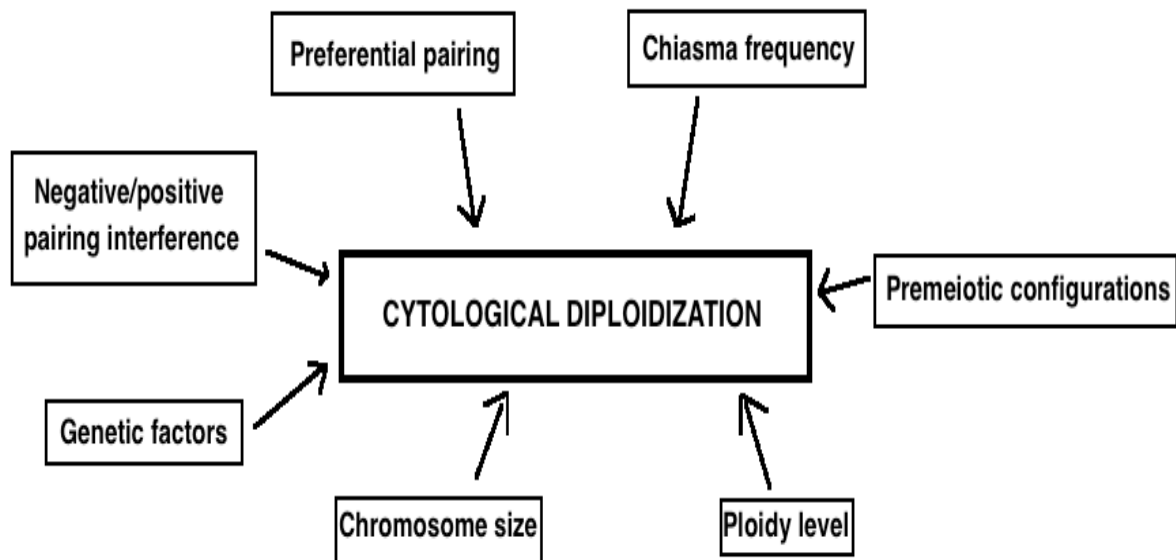 Preferential pairing
Chiasma frequency
Negative/positive
pairing interference
CYTOLOGICAL DIPLOIDIZATION
Premeiotic configurations
Genetic factors
Chromosome size
Ploidy level